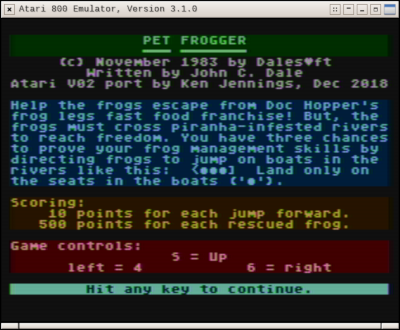 Atari 800 Emulator, Version 3.1.0
PET FROGGER
(c) November 1983 by Dales♥ft
Written by John C. Dale
Atari V02 port by Ken Jennings, Dec 2018
Help the frogs escape from Doc Hopper's
frog legs fast food franchise! But, the
frogs must cross piranha-infested rivers
to reach freedom. You have three chances
to prove your frog management skills by
directing frogs to jump on boats in the
rivers like this: <●●●] Land only on
the seats in the boats ('●').
Scoring:
10 points for each jump forward.
500 points for each rescued frog.
Game controls:
S = Up
left = 4 6 = right
Hit any key to continue.